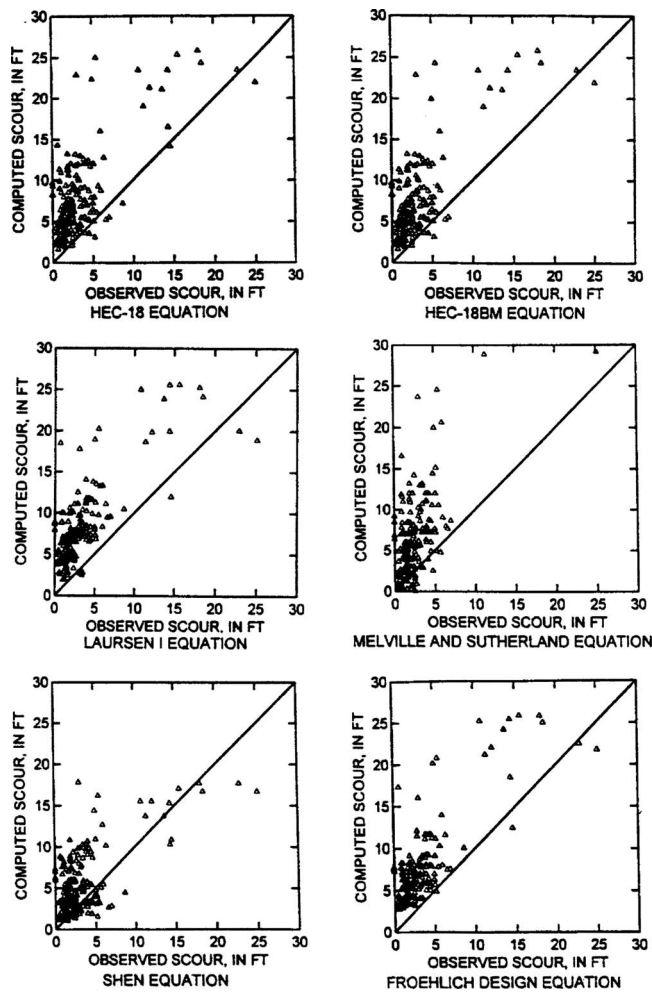 COMPUTED SCOUR, IN FT
30
25
20
15
10
5
0
0 5 10 15 20 25 30
OBSERVED SCOUR, IN FT
HEC-18 EQUATION
COMPUTED SCOUR, IN FT
30
25
20
15
10
5
0
0 5 10 15 20 25 30
OBSERVED SCOUR, IN FT
HEC-18BM EQUATION
COMPUTED SCOUR, IN FT
30
25
20
15
10
5
0
0 5 10 15 20 25 30
OBSERVED SCOUR, IN FT
LAURSEN I EQUATION
COMPUTED SCOUR, IN FT
30
25
20
15
10
5
0
0 5 10 15 20 25 30
OBSERVED SCOUR, IN FT
MELVILLE AND SUTHERLAND EQUATION
COMPUTED SCOUR, IN FT
30
25
20
15
10
5
0
0 5 10 15 20 25 30
OBSERVED SCOUR, IN FT
SHEN EQUATION
COMPUTED SCOUR, IN FT
30
25
20
15
10
5
0
0 5 10 15 20 25 30
OBSERVED SCOUR, IN FT
FROEHLICH DESIGN EQUATION